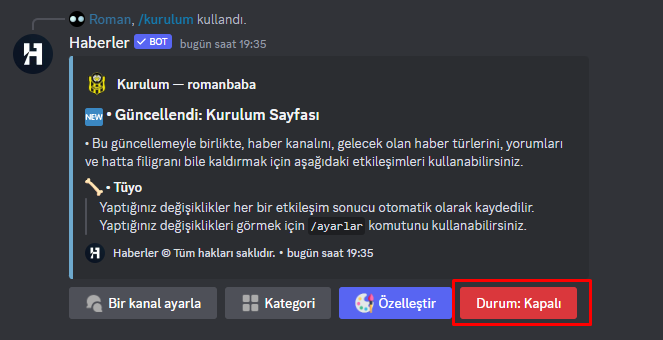 Roman, /kurulum kullandı.
Haberler BOT bugün saat 19:35
Kurulum — romanbaba
NEW • Güncellendi: Kurulum Sayfası
• Bu güncellemeyle birlikte, haber kanalını, gelecek olan haber türlerini, yorumları
ve hatta filigranı bile kaldırmak için aşağıdaki etkileşimleri kullanabilirsiniz.
• Tüyo
Yaptığınız değişiklikler her bir etkileşim sonucu otomatik olarak kaydedilir.
Yaptığınız değişiklikleri görmek için /ayarlar komutunu kullanabilirsiniz.
Haberler © Tüm hakları saklıdır. • bugün saat 19:35
Bir kanal ayarla Kategori Özelleştir Durum: Kapalı